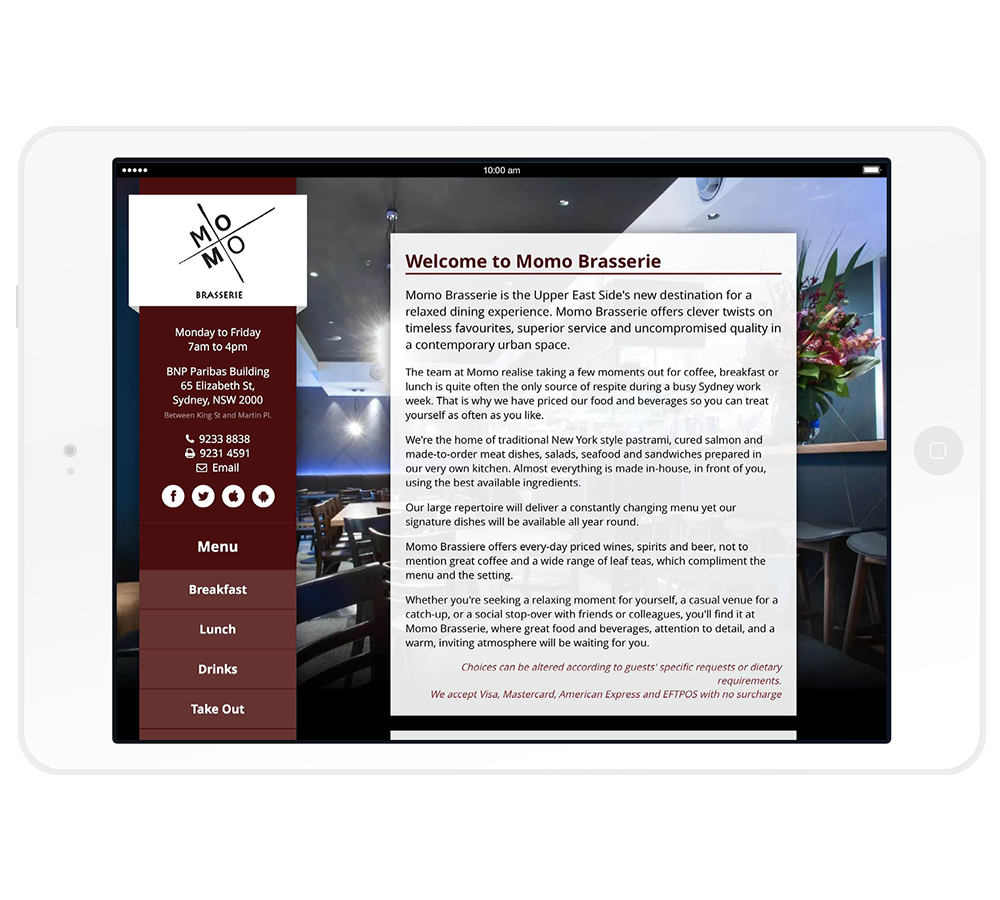 10:00 am
MO
MO
BRASSERIE
Monday to Friday
7am to 4pm
BNP Paribas Building
65 Elizabeth St,
Sydney, NSW 2000
Between King St and Martin Pl.
9233 8838
9231 4591
Email
Menu
Breakfast
Lunch
Drinks
Take Out
Welcome to Momo Brasserie
Momo Brasserie is the Upper East Side's new destination for a
relaxed dining experience. Momo Brasserie offers clever twists on
timeless favourites, superior service and uncompromised quality in
a contemporary urban space.
The team at Momo realise taking a few moments out for coffee, breakfast or
lunch is quite often the only source of respite during a busy Sydney work
week. That is why we have priced our food and beverages so you can treat
yourself as often as you like.
We're the home of traditional New York style pastrami, cured salmon and
made-to-order meat dishes, salads, seafood and sandwiches prepared in
our very own kitchen. Almost everything is made in-house, in front of you,
using the best available ingredients.
Our large repertoire will deliver a constantly changing menu yet our
signature dishes will be available all year round.
Momo Brassiere offers every-day priced wines, spirits and beer, not to
mention great coffee and a wide range of leaf teas, which compliment the
menu and the setting.
Whether you're seeking a relaxing moment for yourself, a casual venue for a
catch-up, or a social stop-over with friends or colleagues, you'll find it at
Momo Brasserie, where great food and beverages, attention to detail, and a
warm, inviting atmosphere will be waiting for you.
Choices can be altered according to guests' specific requests or dietary
requirements.
We accept Visa, Mastercard, American Express and EFTPOS with no surcharge